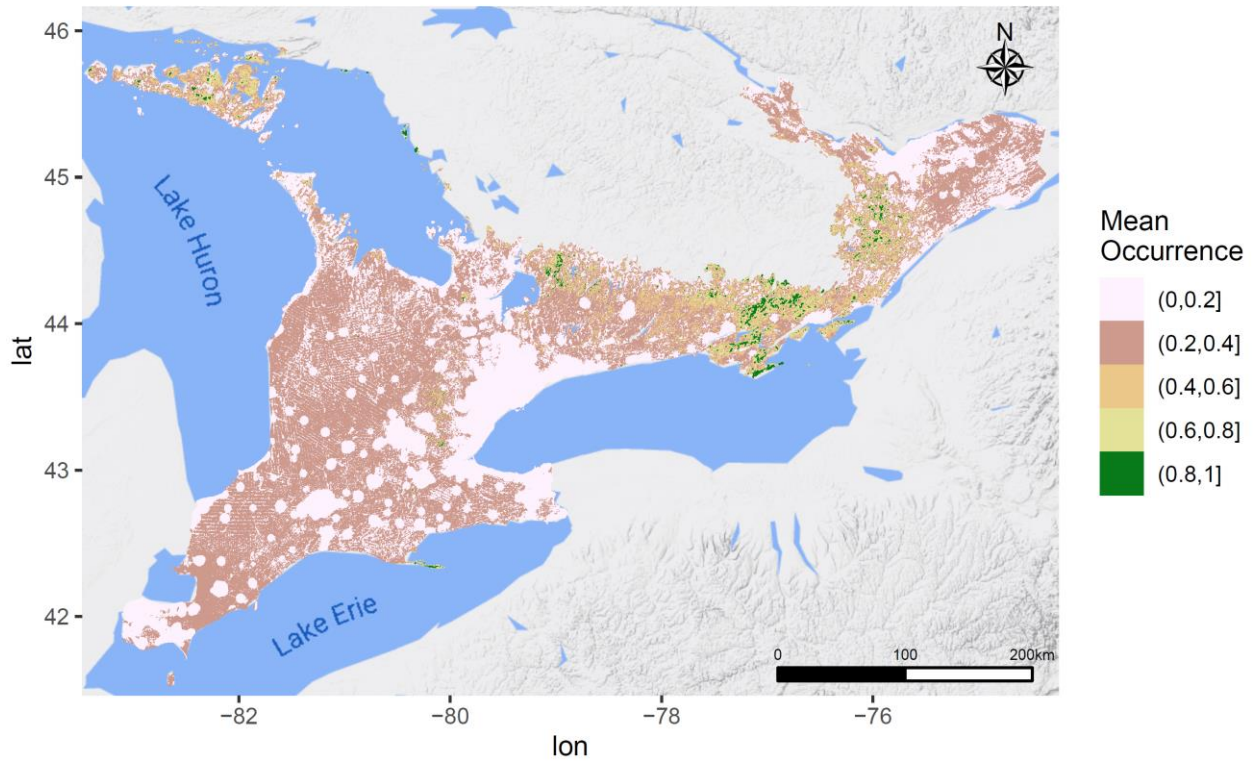 46
45
44
43
42
lat
−82
−80
−78
−76
lon
Lake Huron
Lake Erie
N
0 100 200km
Mean
Occurrence
(0,0.2]
(0.2,0.4]
(0.4,0.6]
(0.6,0.8]
(0.8,1]